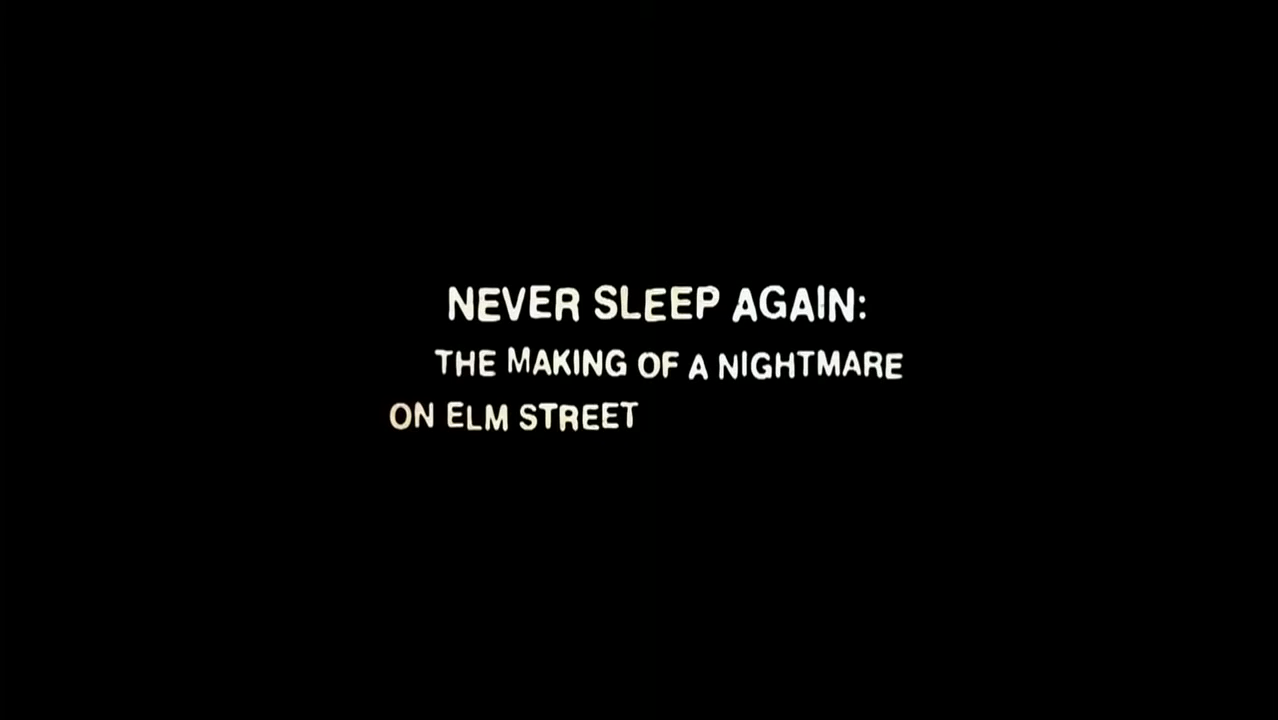 NEVER SLEEP AGAIN:
THE MAKING OF A NIGHTMARE
ON ELM STREET